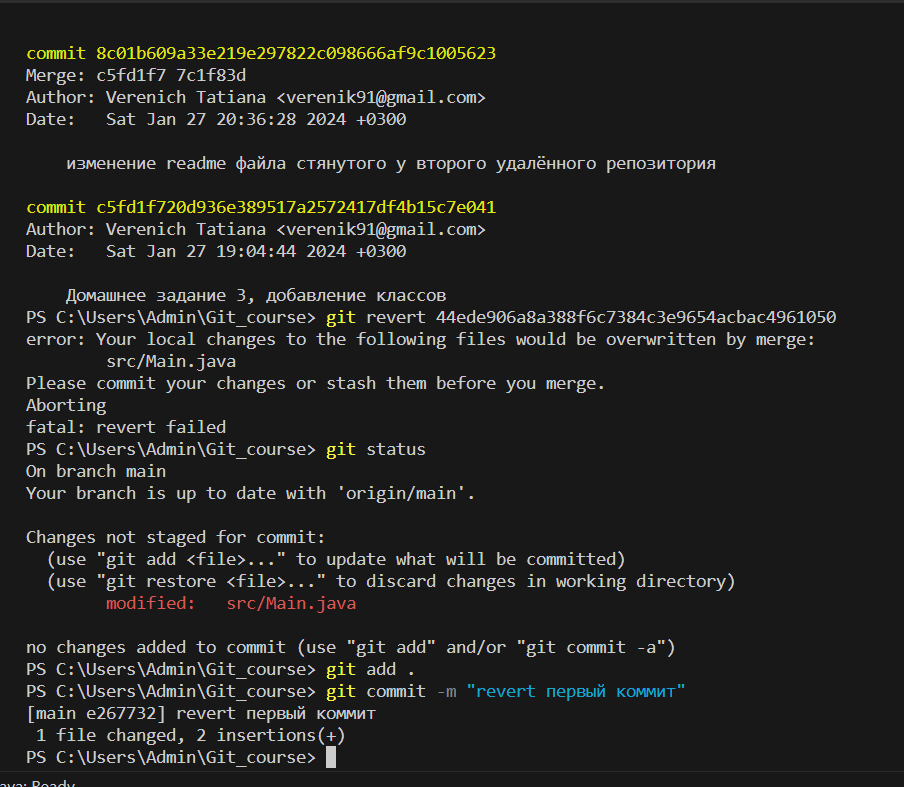 commit 8c01b609a33e219e297822c098666af9c1005623
Merge: c5fd1f7 7c1f83d
Author: Verenich Tatiana <verenik91@gmail.com>
Date:   Sat Jan 27 20:36:28 2024 +0300
изменение readme файла стянутого у второго удалённого репозитория
commit c5fd1f720d936e389517a2572417df4b15c7e041
Author: Verenich Tatiana <verenik91@gmail.com>
Date:   Sat Jan 27 19:04:44 2024 +0300
Домашнее задание 3, добавление классов
PS C:\Users\Admin\Git_course> git revert 44ede906a8a388f6c7384c3e9654acbac4961050
error: Your local changes to the following files would be overwritten by merge:
src/Main.java
Please commit your changes or stash them before you merge.
Aborting
fatal: revert failed
PS C:\Users\Admin\Git_course> git status
On branch main
Your branch is up to date with 'origin/main'.
Changes not staged for commit:
(use "git add <file>..." to update what will be committed)
(use "git restore <file>..." to discard changes in working directory)
modified:   src/Main.java
no changes added to commit (use "git add" and/or "git commit -a")
PS C:\Users\Admin\Git_course> git add .
PS C:\Users\Admin\Git_course> git commit -m "revert первый коммит"
[main e267732] revert первый коммит
1 file changed, 2 insertions(+)
PS C:\Users\Admin\Git_course>
ava: Ready